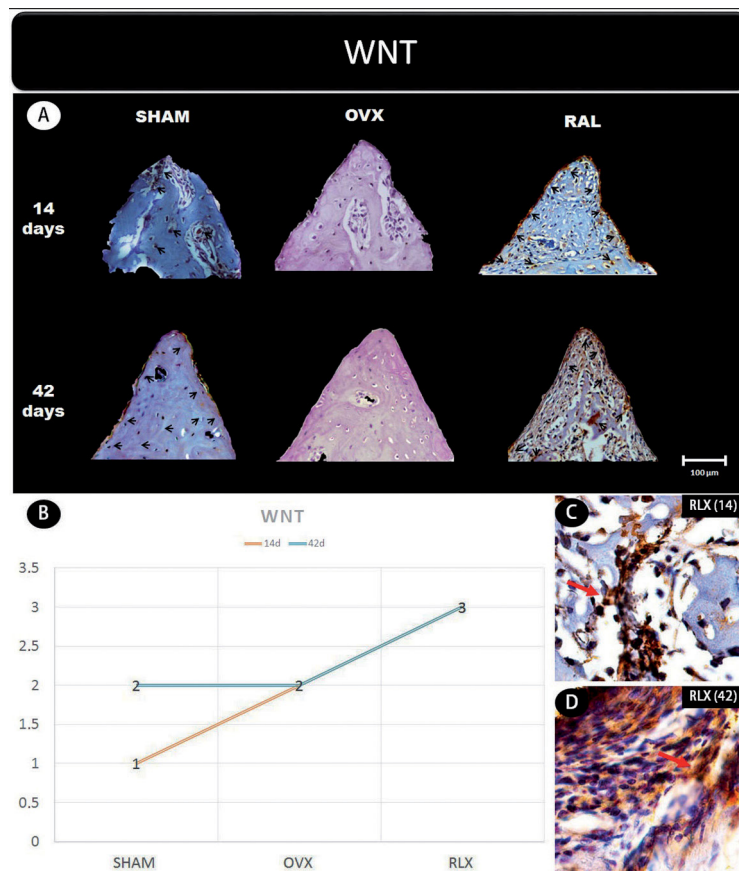 WNT
A
SHAM OVX RAL
14
days
42
days
100 µm
B
WNT
14d 42d
3.5
3
2.5
2
1.5
1
0.5
0
2
2
3
1
SHAM OVX RLX
C
RLX (14)
D
RLX (42)